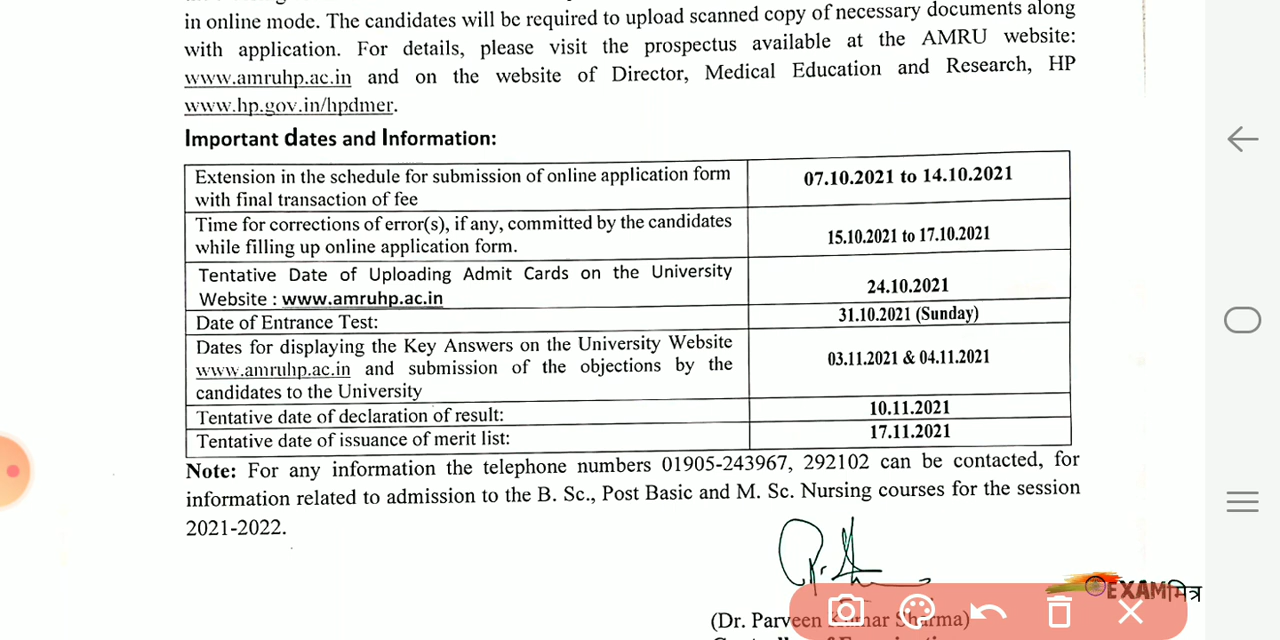 in online mode. The candidates will be required to upload scanned copy of necessary documents along
with application. For details, please visit the prospectus available at the AMRU website:
www.amruhp.ac.in and on the website of Director, Medical Education and Research, HP
www.hp.gov.in/hpdmer.
Important dates and Information:
Extension in the schedule for submission of online application form
with final transaction of fee
07.10.2021 to 14.10.2021
Time for corrections of error(s), if any, committed by the candidates
while filling up online application form.
15.10.2021 to 17.10.2021
Tentative Date of Uploading Admit Cards on the University
Website : www.amruhp.ac.in
24.10.2021
Date of Entrance Test:
31.10.2021 (Sunday)
Dates for displaying the Key Answers on the University Website
www.amruhp.ac.in and submission of the objections by the
candidates to the University
03.11.2021 & 04.11.2021
Tentative date of declaration of result:
10.11.2021
Tentative date of issuance of merit list:
17.11.2021
Note: For any information the telephone numbers 01905-243967, 292102 can be contacted, for
information related to admission to the B. Sc., Post Basic and M. Sc. Nursing courses for the session
2021-2022.
EXAMमित्र
(Dr. Parveen Kumar Sharma)